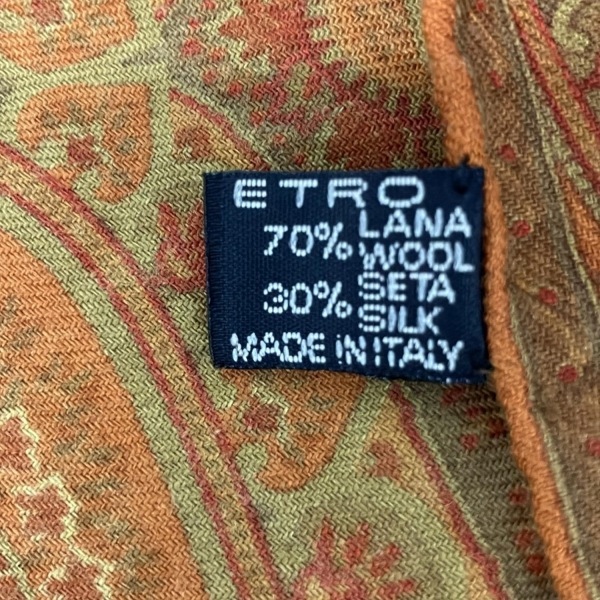 ETRO
70% LANA
WOOL
30% SETA
SILK
MADE IN ITALY